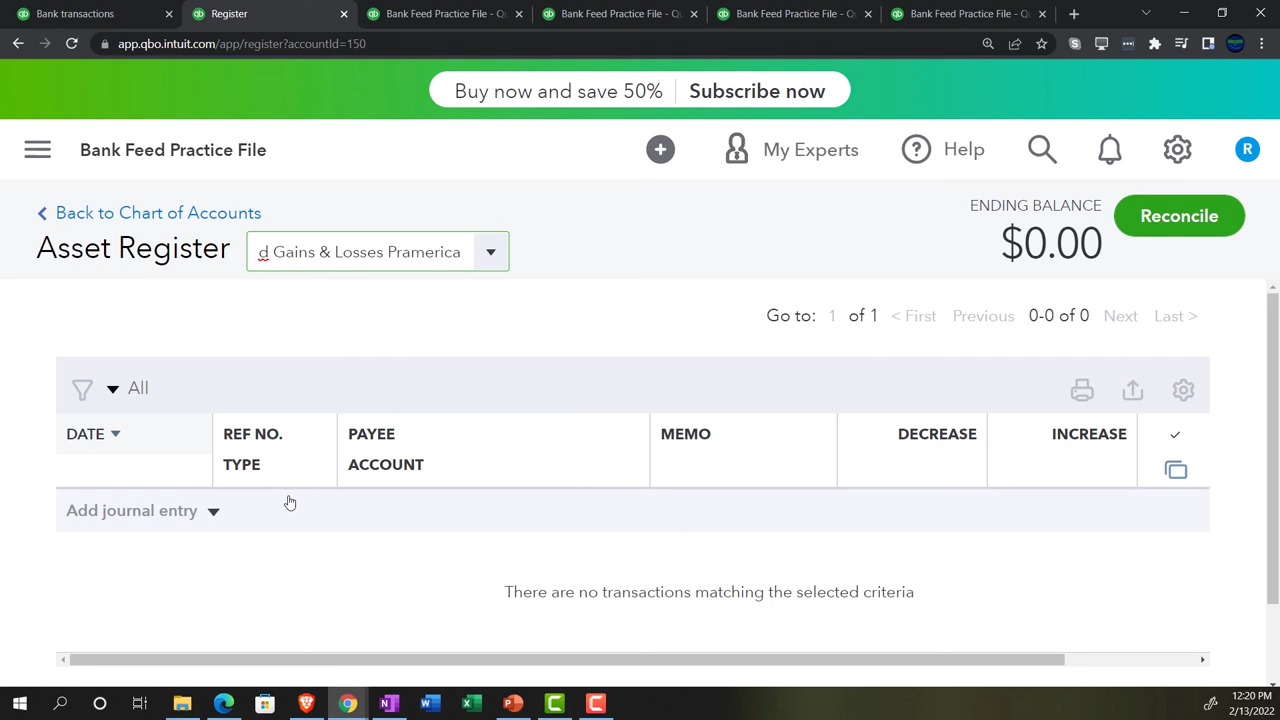 Bank transactions
Register
Bank Feed Practice File - Qu
Bank Feed Practice File - Qu
Bank Feed Practice File - Qu
Bank Feed Practice File - Qu
app.qbo.intuit.com/app/register?accountId=150
Buy now and save 50%
Subscribe now
Bank Feed Practice File
My Experts
Help
R
Back to Chart of Accounts
ENDING BALANCE
Reconcile
Asset Register
d Gains & Losses Pramerica
$0.00
Go to:
1
of 1
< First
Previous
0-0 of 0
Next
Last >
All
DATE
REF NO.
PAYEE
MEMO
DECREASE
INCREASE
TYPE
ACCOUNT
Add journal entry
There are no transactions matching the selected criteria
12:20 PM
2/13/2022